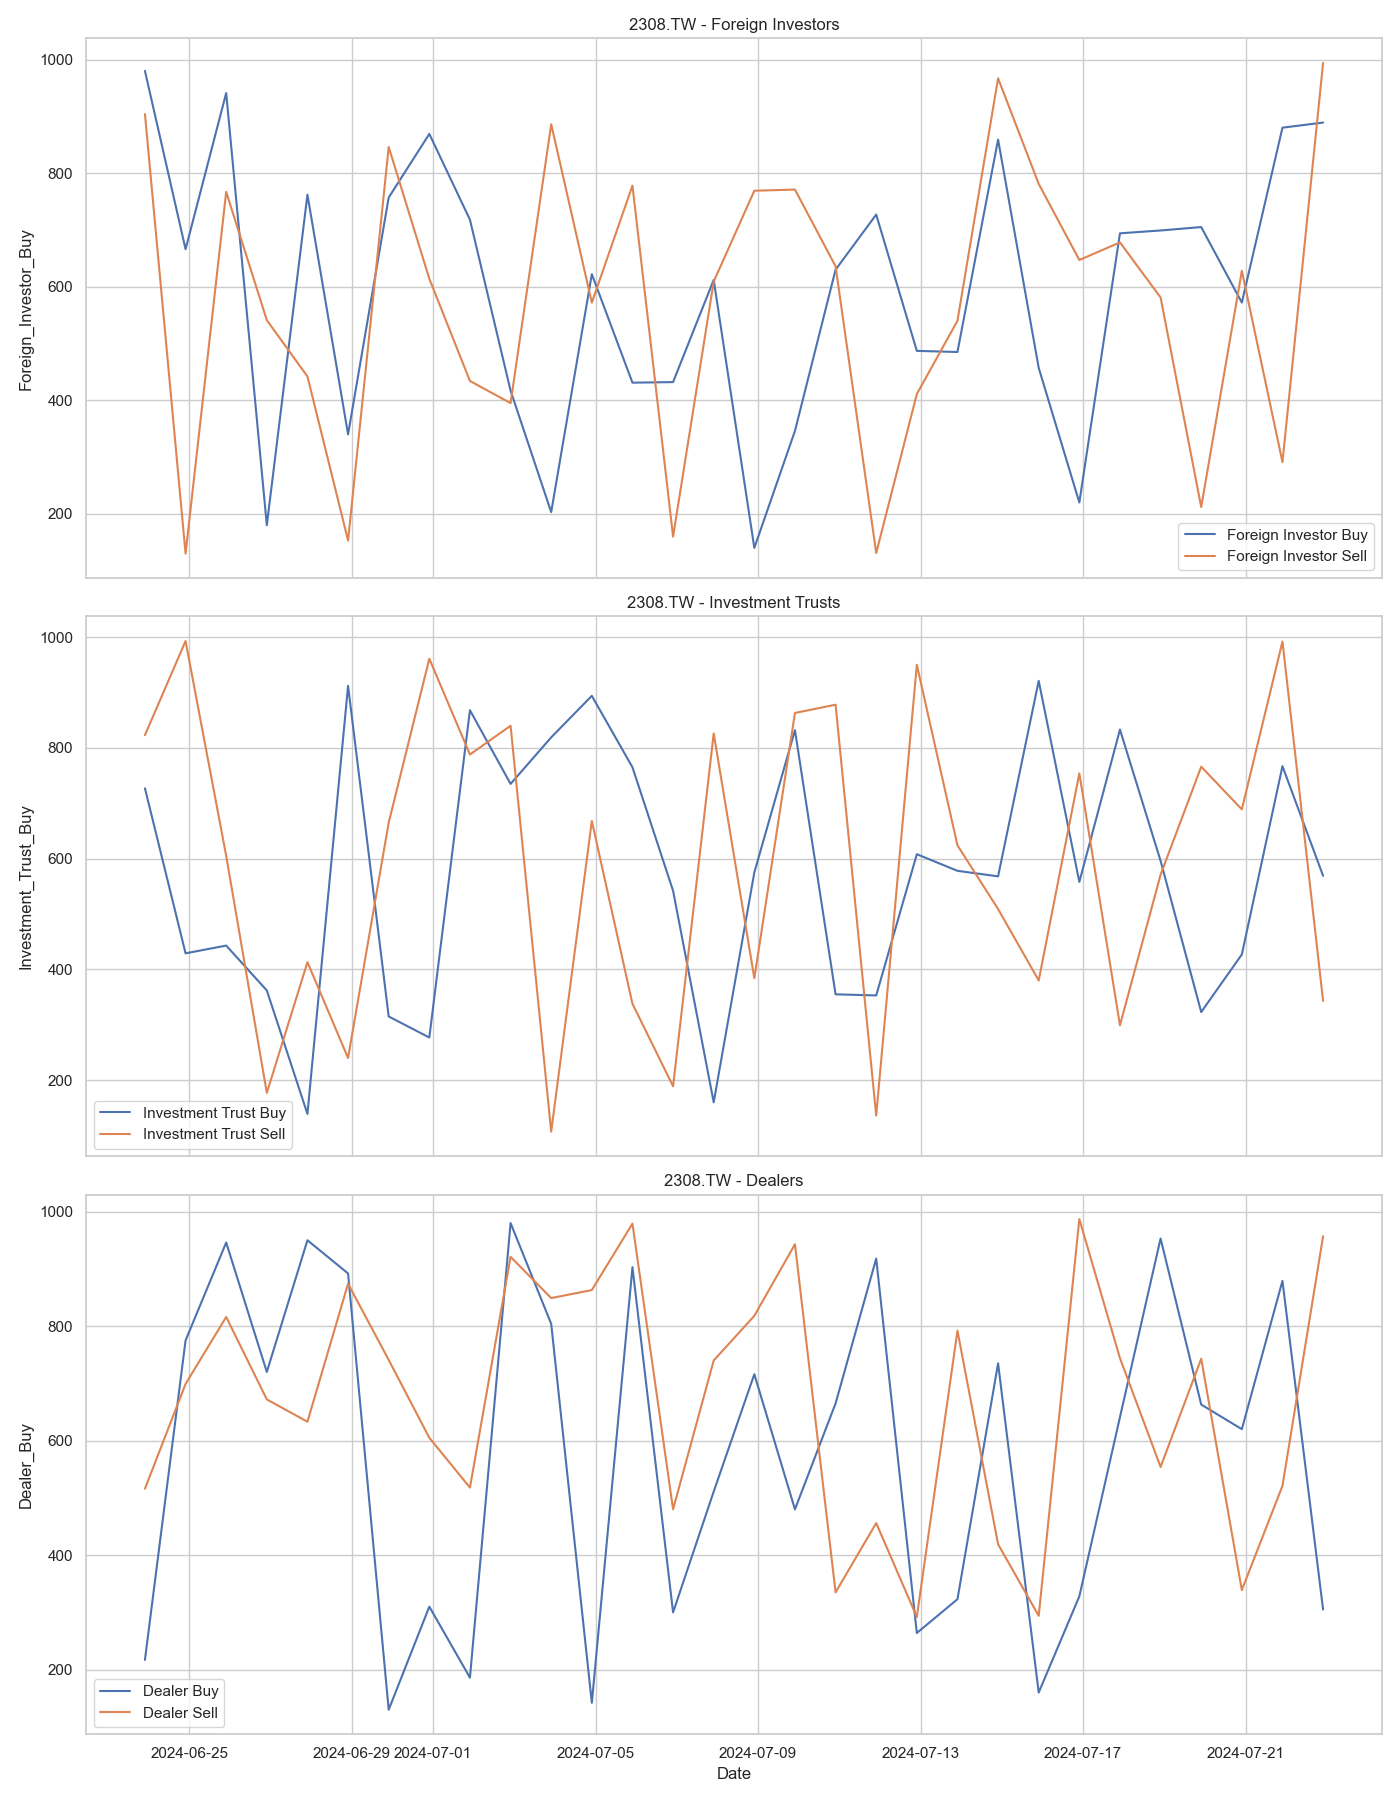 2308.TW - Foreign Investors
1000
800
600
400
200
Foreign_Investor_Buy
Foreign Investor Buy
Foreign Investor Sell
2308.TW - Investment Trusts
1000
800
600
400
200
Investment_Trust_Buy
Investment Trust Buy
Investment Trust Sell
2308.TW - Dealers
1000
800
600
400
200
Dealer_Buy
Dealer Buy
Dealer Sell
2024-06-25 2024-06-29 2024-07-01 2024-07-05 2024-07-09 2024-07-13 2024-07-17 2024-07-21
Date